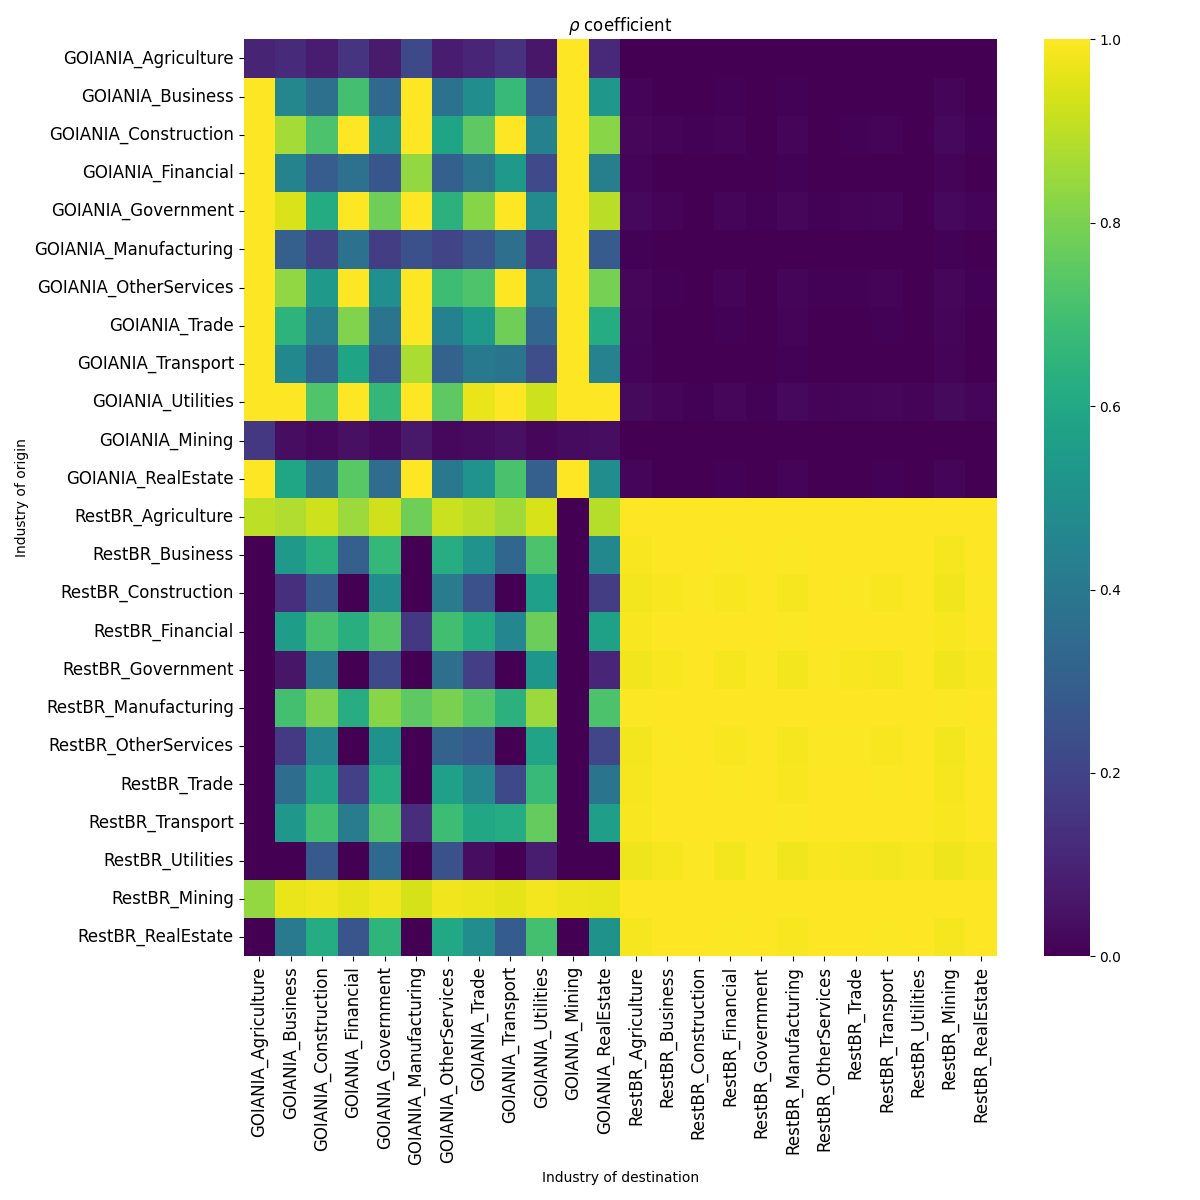 ρ coefficient
GOIANIA_Agriculture
GOIANIA_Business
GOIANIA_Construction
GOIANIA_Financial
GOIANIA_Government
GOIANIA_Manufacturing
GOIANIA_OtherServices
GOIANIA_Trade
GOIANIA_Transport
GOIANIA_Utilities
GOIANIA_Mining
GOIANIA_RealEstate
RestBR_Agriculture
RestBR_Business
RestBR_Construction
RestBR_Financial
RestBR_Government
RestBR_Manufacturing
RestBR_OtherServices
RestBR_Trade
RestBR_Transport
RestBR_Utilities
RestBR_Mining
RestBR_RealEstate
Industry of origin
GOIANIA_Agriculture
GOIANIA_Business
GOIANIA_Construction
GOIANIA_Financial
GOIANIA_Government
GOIANIA_Manufacturing
GOIANIA_OtherServices
GOIANIA_Trade
GOIANIA_Transport
GOIANIA_Utilities
GOIANIA_Mining
GOIANIA_RealEstate
RestBR_Agriculture
RestBR_Business
RestBR_Construction
RestBR_Financial
RestBR_Government
RestBR_Manufacturing
RestBR_OtherServices
RestBR_Trade
RestBR_Transport
RestBR_Utilities
RestBR_Mining
RestBR_RealEstate
Industry of destination
1.0
0.8
0.6
0.4
0.2
0.0